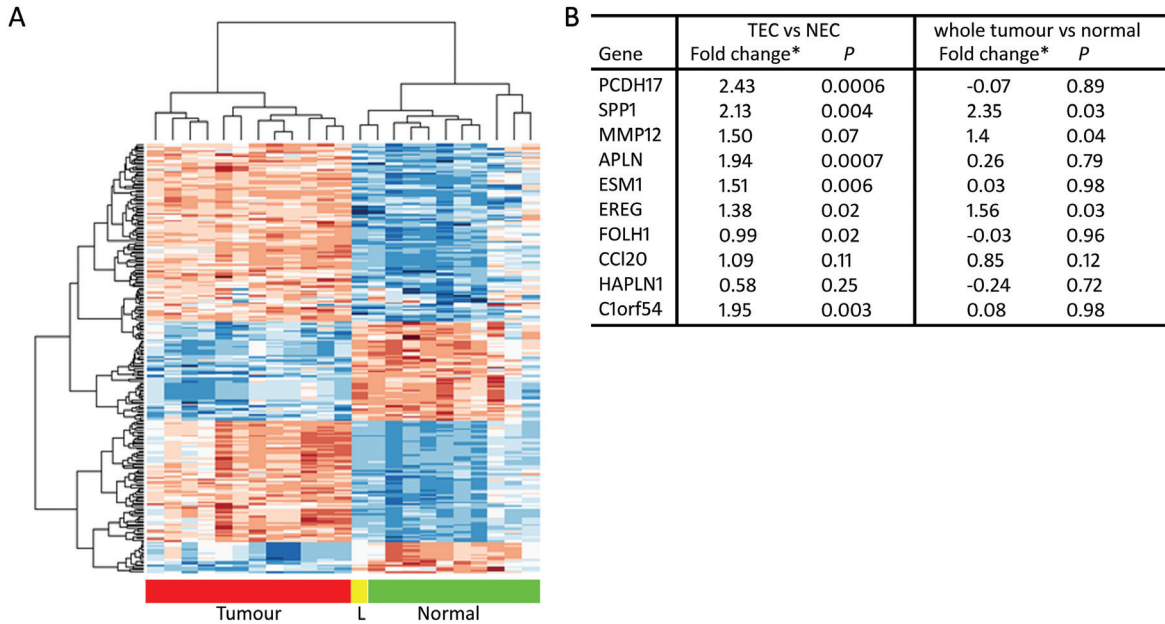 A
Tumour L Normal
B
TEC vs NEC whole tumour vs normal
Gene Fold change* P Fold change* P
PCDH17 2.43 0.0006 -0.07 0.89
SPP1 2.13 0.004 2.35 0.03
MMP12 1.50 0.07 1.4 0.04
APLN 1.94 0.0007 0.26 0.79
ESM1 1.51 0.006 0.03 0.98
EREG 1.38 0.02 1.56 0.03
FOLH1 0.99 0.02 -0.03 0.96
CCl20 1.09 0.11 0.85 0.12
HAPLN1 0.58 0.25 -0.24 0.72
C1orf54 1.95 0.003 0.08 0.98